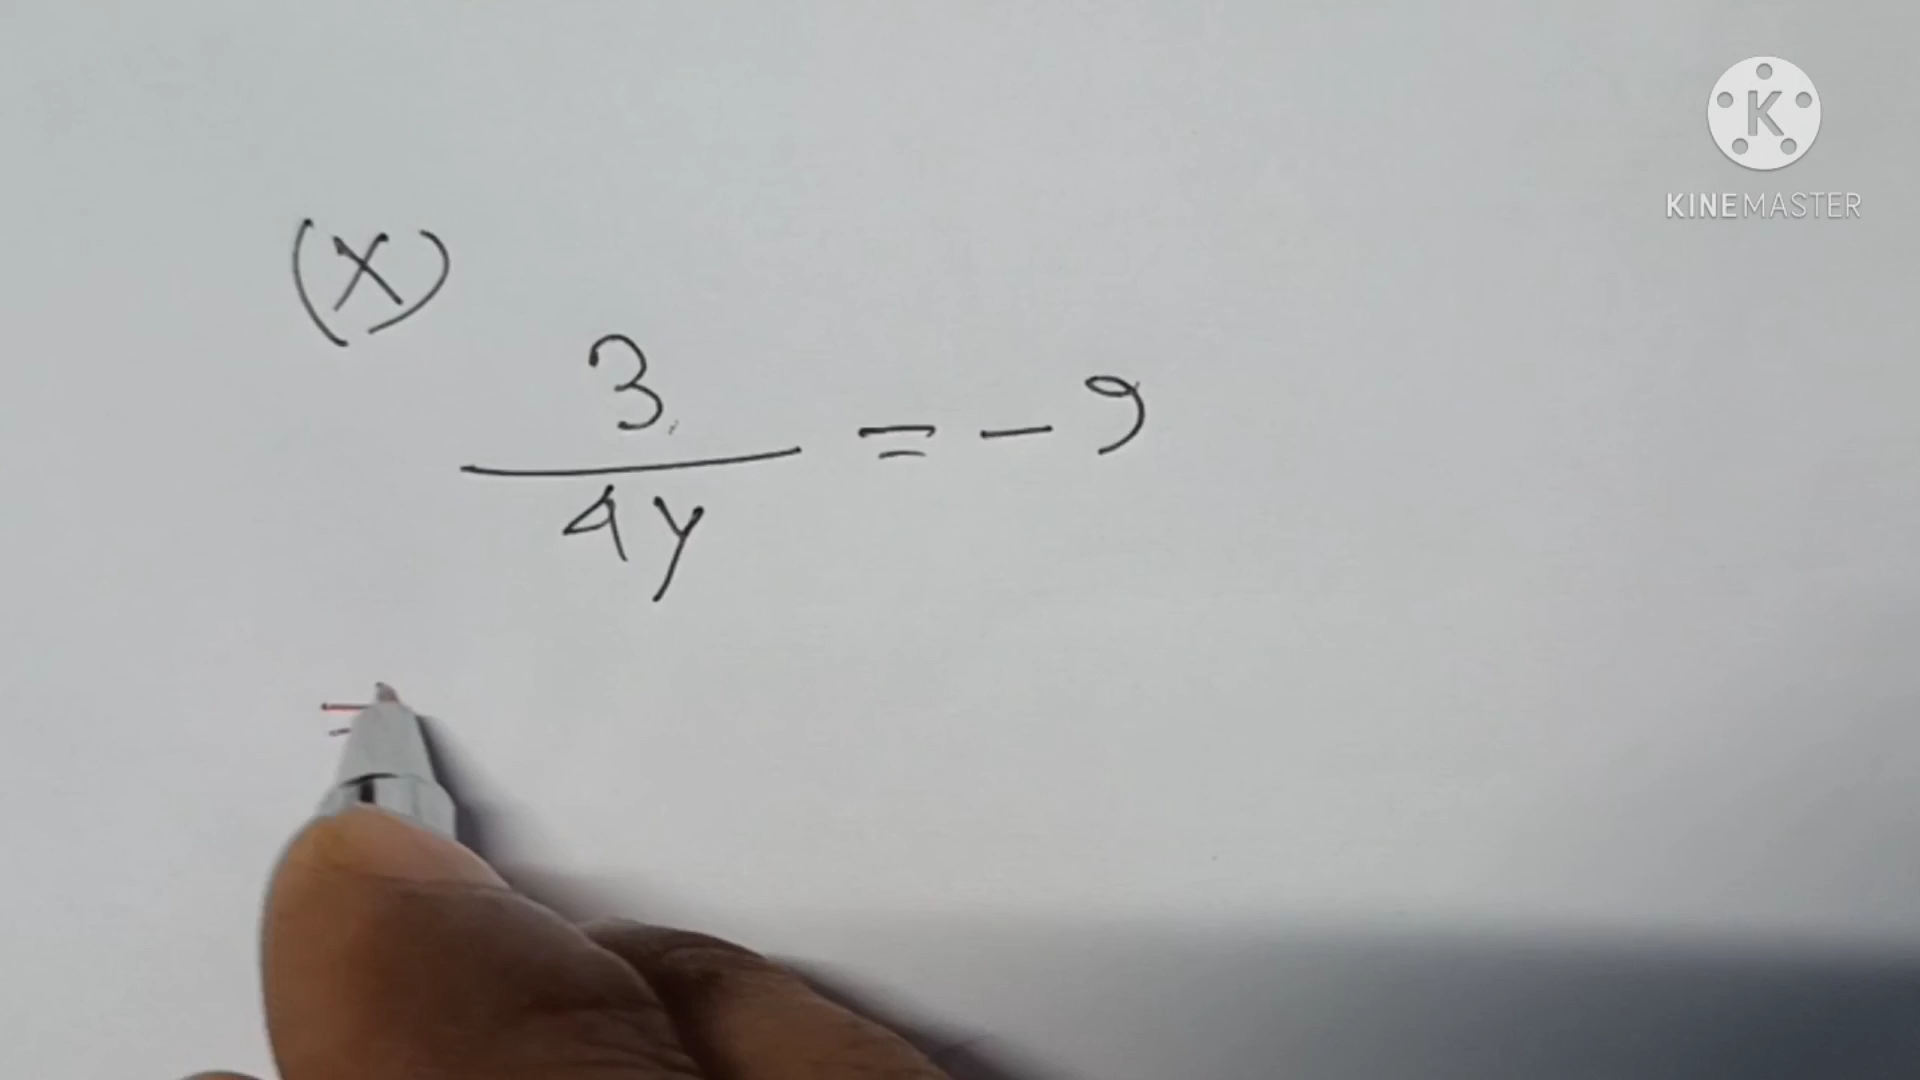 K
KINEMASTER
(X)
3
4y
= - 9
=